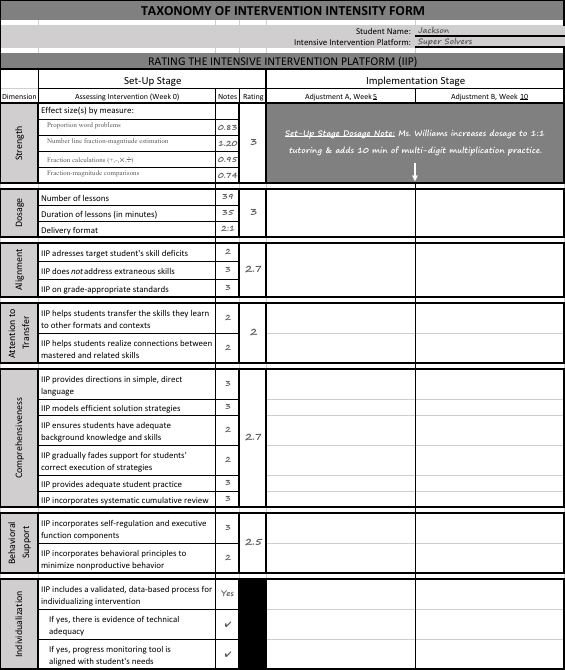 TAXONOMY OF INTERVENTION INTENSITY FORM
Student Name: Jackson
Intensive Intervention Platform: Super Solvers
RATING THE INTENSIVE INTERVENTION PLATFORM (IIP)
Set-Up Stage Implementation Stage
Dimension Assessing Intervention (Week 0) Notes Rating Adjustment A, Week 5 Adjustment B, Week 10
Strength
Effect size(s) by measure:
Proportion word problems 0.83
Number line fraction-magnitude estimation 1.20
Fraction calculations (+,-,×,÷) 0.95
Fraction-magnitude comparisons 0.74
3
Set-Up Stage Dosage Note: Ms. Williams increases dosage to 1:1
tutoring & adds 10 min of multi-digit multiplication practice.
Dosage
Number of lessons 39
Duration of lessons (in minutes) 35
Delivery format 2:1
3
Alignment
IIP adresses target student's skill deficits 2
IIP does not address extraneous skills 3
IIP on grade-appropriate standards 3
2.7
Attention to
Transfer
IIP helps students transfer the skills they learn
to other formats and contexts 2
IIP helps students realize connections between
mastered and related skills 2
2
Comprehensiveness
IIP provides directions in simple, direct
language 3
IIP models efficient solution strategies 3
IIP ensures students have adequate
background knowledge and skills 2
IIP gradually fades support for students'
correct execution of strategies 2
IIP provides adequate student practice 3
IIP incorporates systematic cumulative review 3
2.7
Behavioral
Support
IIP incorporates self-regulation and executive
function components 3
IIP incorporates behavioral principles to
minimize nonproductive behavior 2
2.5
Individualization
IIP includes a validated, data-based process for
individualizing intervention Yes
If yes, there is evidence of technical
adequacy ✓
If yes, progress monitoring tool is
aligned with student's needs ✓